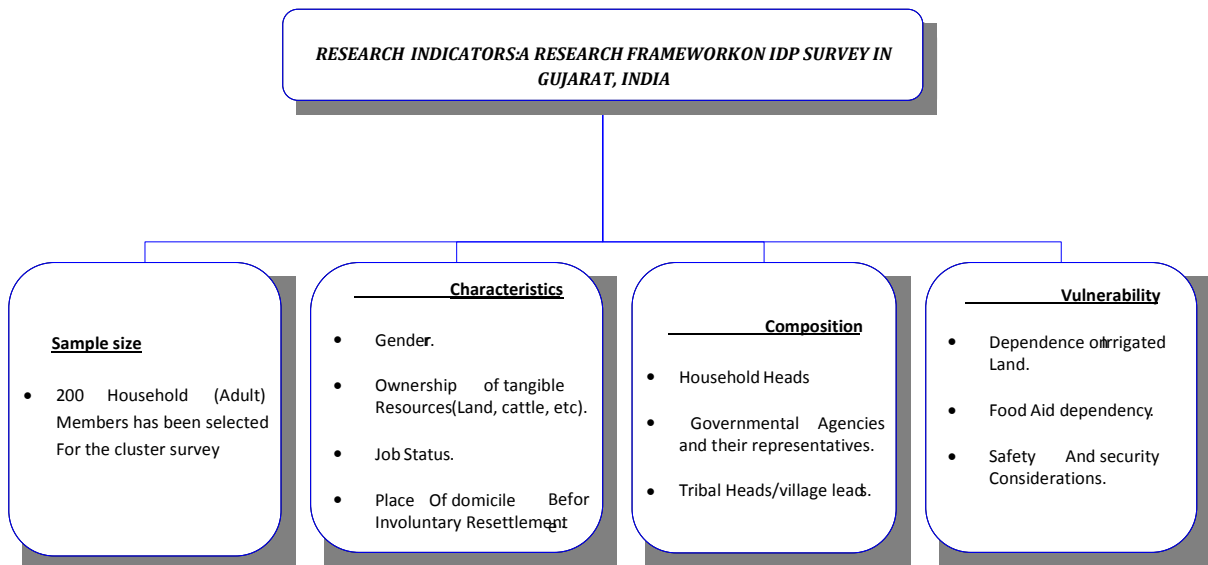 RESEARCH INDICATORS:A RESEARCH FRAMEWORKON IDP SURVEY IN
GUJARAT, INDIA
Sample size
• 200 Household (Adult)
Members has been selected
For the cluster survey
Characteristics
• Gender.
• Ownership of tangible
Resources(Land, cattle, etc).
• Job Status.
• Place Of domicile Before
Involuntary Resettlement.
Composition
• Household Heads
• Governmental Agencies
and their representatives.
• Tribal Heads/village leads.
Vulnerability
• Dependence on Irrigated
Land.
• Food Aid dependency.
• Safety And security
Considerations.